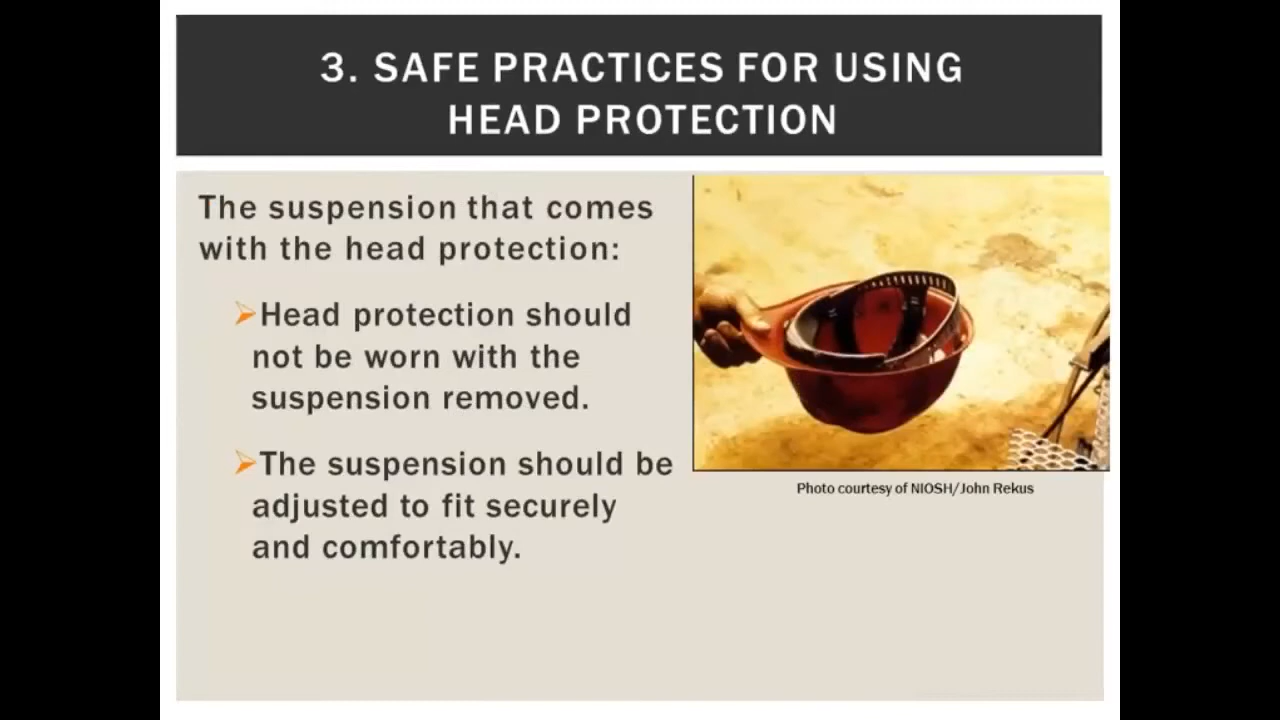 3. SAFE PRACTICES FOR USING
HEAD PROTECTION
The suspension that comes
with the head protection:
Head protection should
not be worn with the
suspension removed.
The suspension should be
adjusted to fit securely
and comfortably.
Photo courtesy of NIOSH/John Rekus